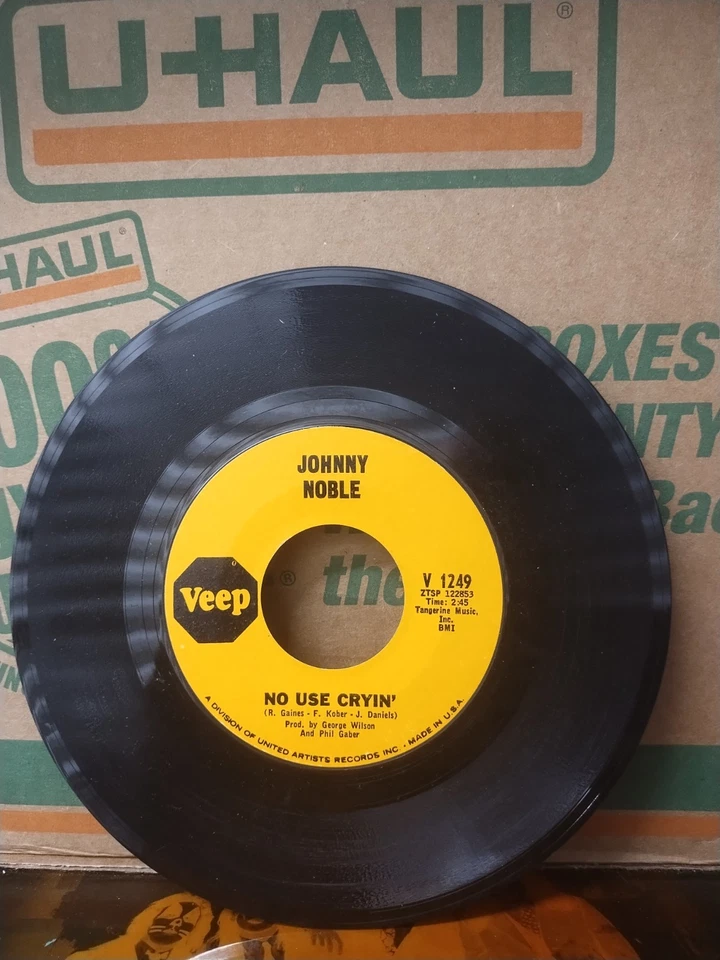 U-HAUL®
HAUL
OXES
NTY
Ba
®
the
JOHNNY
NOBLE
Veep
V 1249
ZTSP 122853
Time: 2:45
Tangerine Music,
Inc.
BMI
NO USE CRYIN'
(R. Gaines - F. Kober - J. Daniels)
Prod. by George Wilson
And Phil Gaber
A DIVISION OF UNITED ARTISTS RECORDS INC. · MADE IN U.S.A.